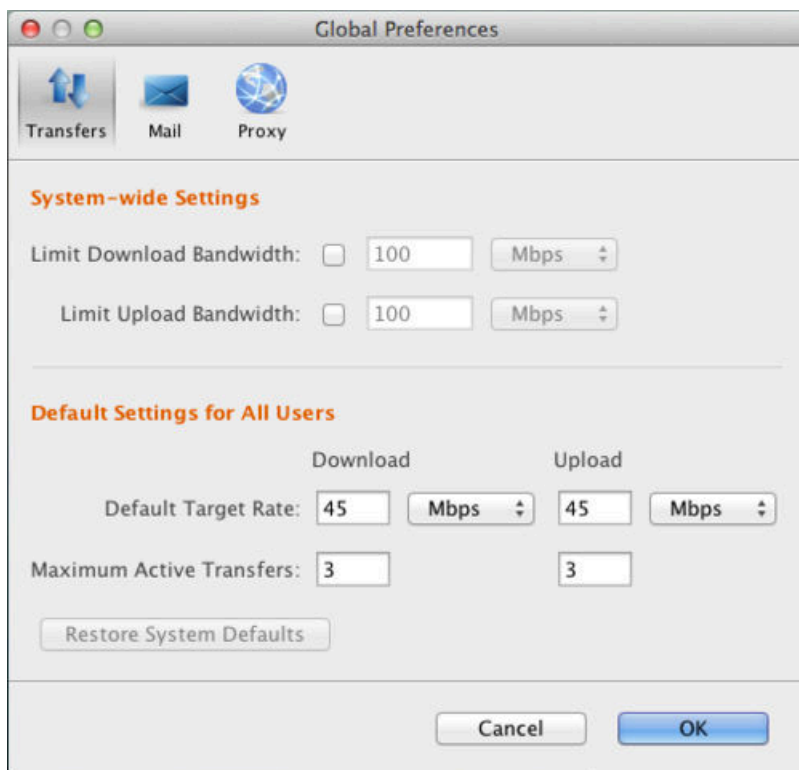 Global Preferences
Transfers Mail Proxy
System-wide Settings
Limit Download Bandwidth: 100 Mbps
Limit Upload Bandwidth: 100 Mbps
Default Settings for All Users
Download Upload
Default Target Rate: 45 Mbps 45 Mbps
Maximum Active Transfers: 3 3
Restore System Defaults
Cancel OK